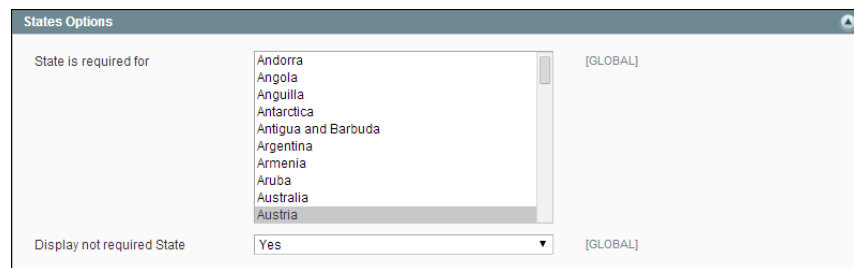 States Options
State is required for
Andorra
[GLOBAL]
Angola
Anguilla
Antarctica
Antigua and Barbuda
Argentina
Armenia
Aruba
Australia
Austria
Display not required State
Yes
[GLOBAL]